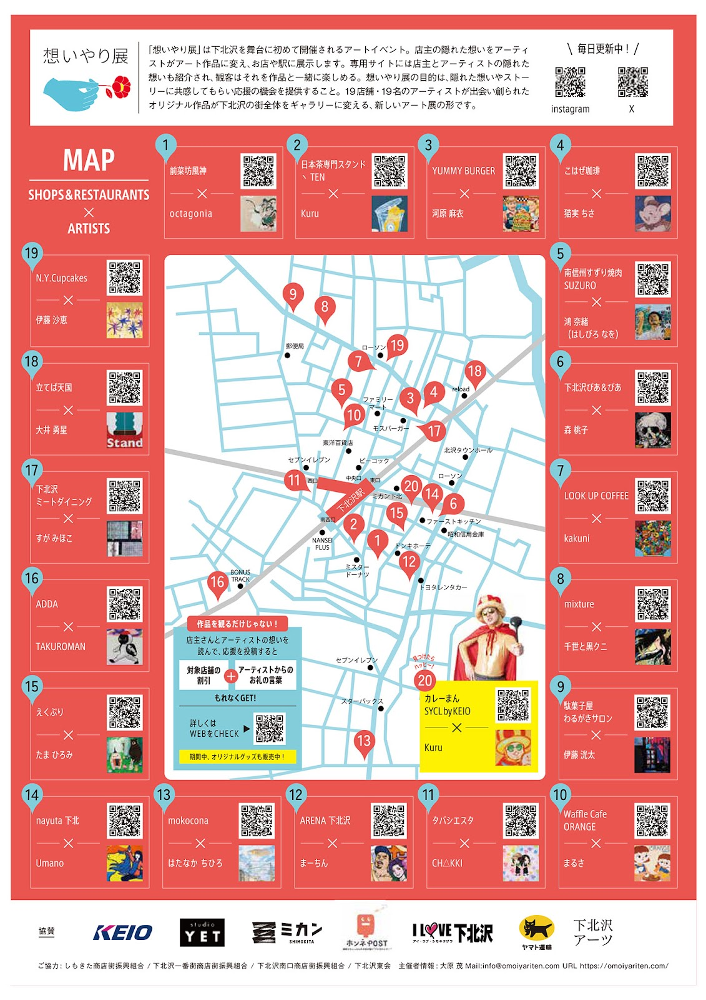 想いやり展
「想いやり展」は下北沢を舞台に初めて開催されるアートイベント。店主の隠れた想いをアーティ
ストがアート作品に変え、お店や駅に展示します。専用サイトには店主とアーティストの隠れた
想いも紹介され、観客はそれを作品と一緒に楽しめる。想いやり展の目的は、隠れた想いやストー
リーに共感してもらい応援の機会を提供すること。19店舗・19名のアーティストが出会い創られた
オリジナル作品が下北沢の街全体をギャラリーに変える、新しいアート展の形です。
\ 毎日更新中！ /
instagram
X
MAP
SHOPS&RESTAURANTS
×
ARTISTS
1
前菜坊風神
×
octagonia
2
日本茶専門スタンド
丶 TEN
×
Kuru
3
YUMMY BURGER
×
河原 麻衣
4
こはぜ珈琲
×
猫実 ちさ
5
南信州すずり焼肉
SUZURO
×
鴻 奈緒
(はしびろ なを)
6
下北沢ぴあ&ぴあ
×
森 桃子
7
LOOK UP COFFEE
×
kakuni
8
mixture
×
千世と黒クニ
9
駄菓子屋
わるがきサロン
×
伊藤 洸太
10
Waffle Cafe
ORANGE
×
まるさ
ORANGE
11
タパシエスタ
×
CH△KKI
12
ARENA 下北沢
×
まーちん
13
mokocona
×
はたなか ちひろ
14
nayuta 下北
×
Umano
15
えくぷり
×
たま ひろみ
16
ADDA
×
TAKUROMAN
17
下北沢
ミートダイニング
×
すが みほこ
18
立てば天国
×
大井 勇星
Stand
19
N.Y.Cupcakes
×
伊藤 沙恵
9
8
郵便局
ローソン
19
7
18
reload
5
ファミリー
マート
3
4
10
モスバーガー
17
東洋百貨店
北沢タウンホール
セブンイレブン
ピーコック
11
西口
中央口
東口
ローソン
下北沢駅
ミカン下北
20
14
6
15
ファーストキッチン
南西口
2
昭和信用金庫
NANSEI
PLUS
1
ドンキホーテ
12
ミスター
ドーナツ
16
BONUS
TRACK
トヨタレンタカー
セブンイレブン
スターバックス
13
作品を観るだけじゃない！
店主さんとアーティストの想いを
読んで、応援を投稿すると
対象店舗の
割引
+
アーティストからの
お礼の言葉
もれなくGET!
詳しくは
WEBをCHECK
期間中、オリジナルグッズも販売中！
見つけたら
ハッピー！
20
カレーまん
SYCL by KEIO
×
Kuru
協賛
KEIO
studio
YET
ミカン
SHIMOKITA
ホンネPOST
I LOVE 下北沢
アイ・ラブ・シモキタザワ
ヤマト運輸
下北沢
アーツ
ご協力：しもきた商店街振興組合 / 下北沢一番街商店街振興組合 / 下北沢南口商店街振興組合 / 下北沢東会　主催者情報：大原 茂 Mail:info@omoiyariten.com URL https://omoiyariten.com/